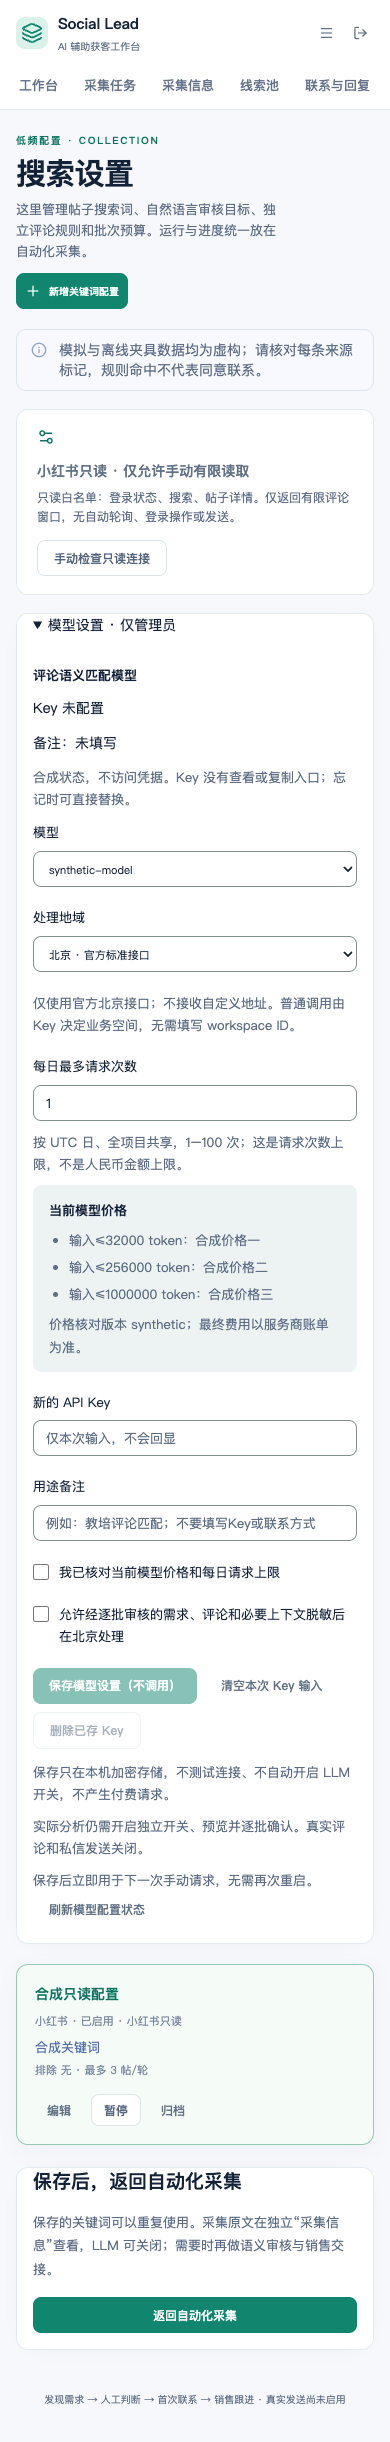 Social Lead
AI 辅助获客工作台
工作台 采集任务 采集信息 线索池 联系与回复
低频配置 · COLLECTION
搜索设置
这里管理帖子搜索词、自然语言审核目标、独
立评论规则和批次预算。运行与进度统一放在
自动化采集。
新增关键词配置
模拟与离线夹具数据均为虚构；请核对每条来源
标记，规则命中不代表同意联系。
小红书只读 · 仅允许手动有限读取
只读白名单：登录状态、搜索、帖子详情。仅返回有限评论
窗口，无自动轮询、登录操作或发送。
手动检查只读连接
▼ 模型设置 · 仅管理员
评论语义匹配模型
Key 未配置
备注：未填写
合成状态，不访问凭据。Key 没有查看或复制入口；忘
记时可直接替换。
模型
synthetic-model
处理地域
北京 · 官方标准接口
仅使用官方北京接口；不接收自定义地址。普通调用由
Key 决定业务空间，无需填写 workspace ID。
每日最多请求次数
1
按 UTC 日、全项目共享，1—100 次；这是请求次数上
限，不是人民币金额上限。
当前模型价格
• 输入≤32000 token：合成价格一
• 输入≤256000 token：合成价格二
• 输入≤1000000 token：合成价格三
价格核对版本 synthetic；最终费用以服务商账单
为准。
新的 API Key
仅本次输入，不会回显
用途备注
例如：教培评论匹配；不要填写Key或联系方式
我已核对当前模型价格和每日请求上限
允许经逐批审核的需求、评论和必要上下文脱敏后
在北京处理
保存模型设置（不调用） 清空本次 Key 输入
删除已存 Key
保存只在本机加密存储，不测试连接、不自动开启 LLM
开关，不产生付费请求。
实际分析仍需开启独立开关、预览并逐批确认。真实评
论和私信发送关闭。
保存后立即用于下一次手动请求，无需再次重启。
刷新模型配置状态
合成只读配置
小红书 · 已启用 · 小红书只读
合成关键词
排除 无 · 最多 3 帖/轮
编辑 暂停 归档
保存后，返回自动化采集
保存的关键词可以重复使用。采集原文在独立“采集信
息”查看，LLM 可关闭；需要时再做语义审核与销售交
接。
返回自动化采集
发现需求 → 人工判断 → 首次联系 → 销售跟进 · 真实发送尚未启用